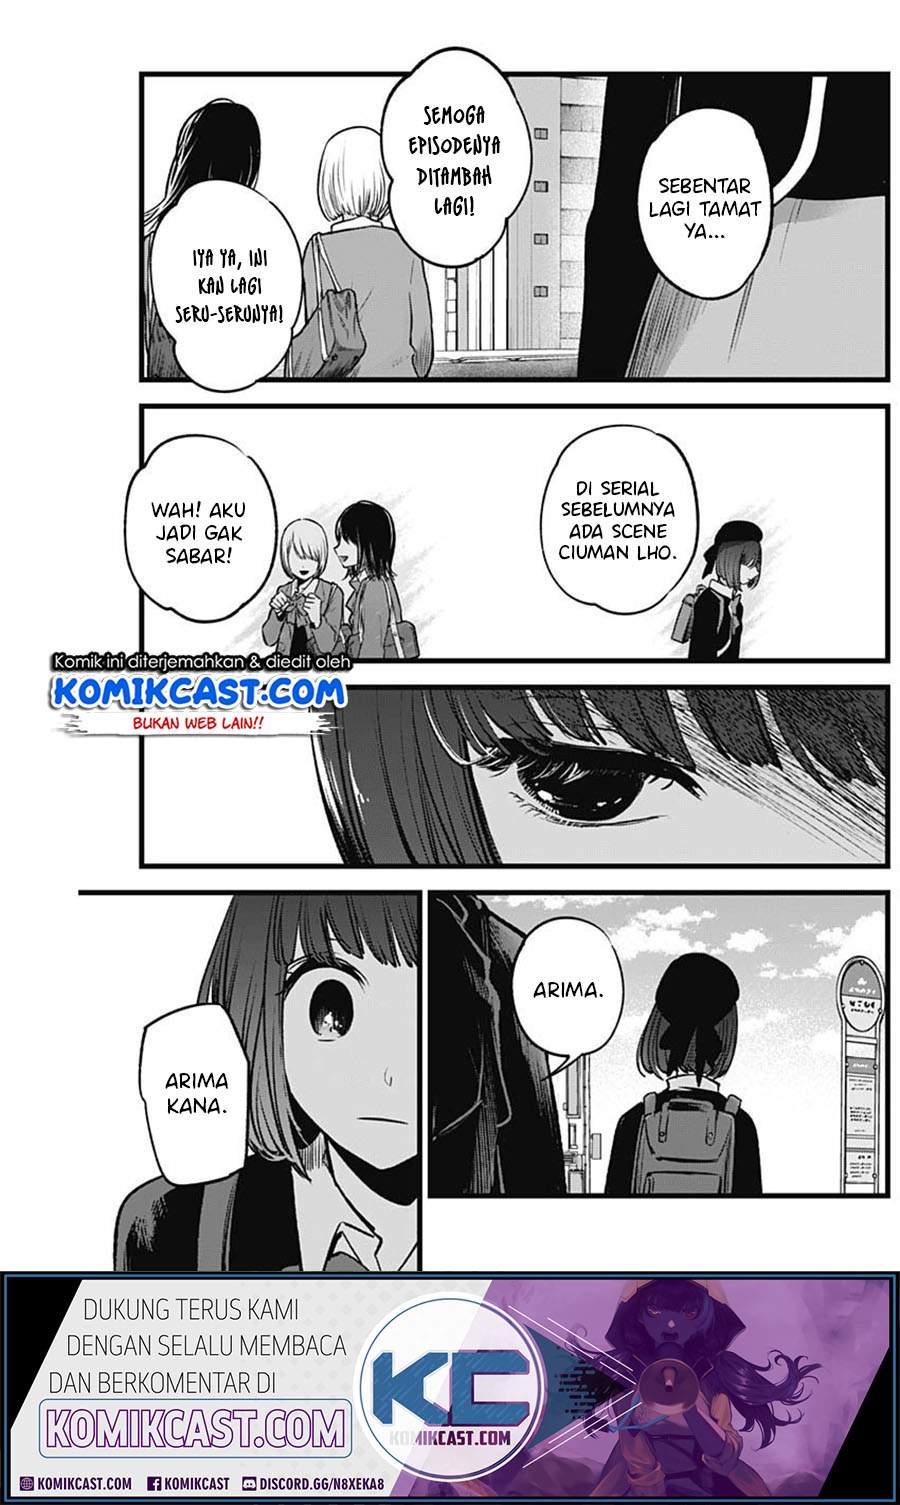 SEBENTAR
LAGI TAMAT
YA...
SEMOGA
EPISODENYA
DITAMBAH
LAGI!
IYA YA, INI
KAN LAGI
SERU-SERUNYA!
DI SERIAL
SEBELUMNYA
ADA SCENE
CIUMAN LHO.
WAH! AKU
JADI GAK
SABAR!
Komik ini diterjemahkan & diedit oleh
KOMIKCAST.COM
BUKAN WEB LAIN!!
ARIMA.
ARIMA
KANA.
DUKUNG TERUS KAMI
DENGAN SELALU MEMBACA
DAN BERKOMENTAR DI
KOMIKCAST.COM
KC
KOMIKCAST.COM
KOMIKCAST.COM
KOMIKCAST
DISCORD.GG/N8XEKA8